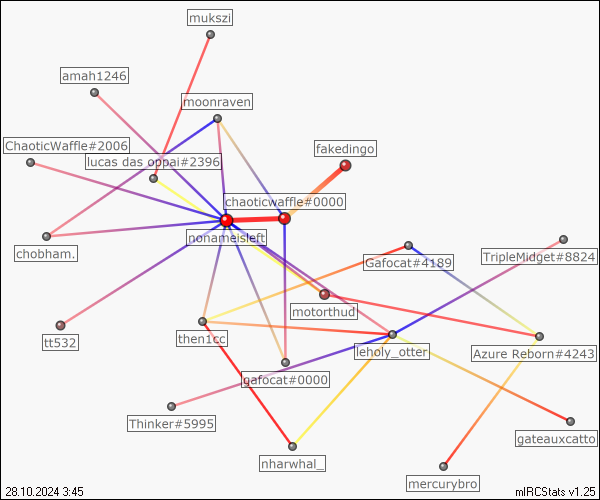 mukszi
amah1246
moonraven
ChaoticWaffle#2006
fakedingo
lucas das oppai#2396
chaoticwaffle#0000
nonameisleft
chobham.
Gafocat#4189
TripleMidget#8824
motorthud
tt532
then1cc
leholy_otter
Azure Reborn#4243
gafocat#0000
Thinker#5995
gateauxcatto
nharwhal_
mercurybro
28.10.2024 3:45
mIRCStats v1.25